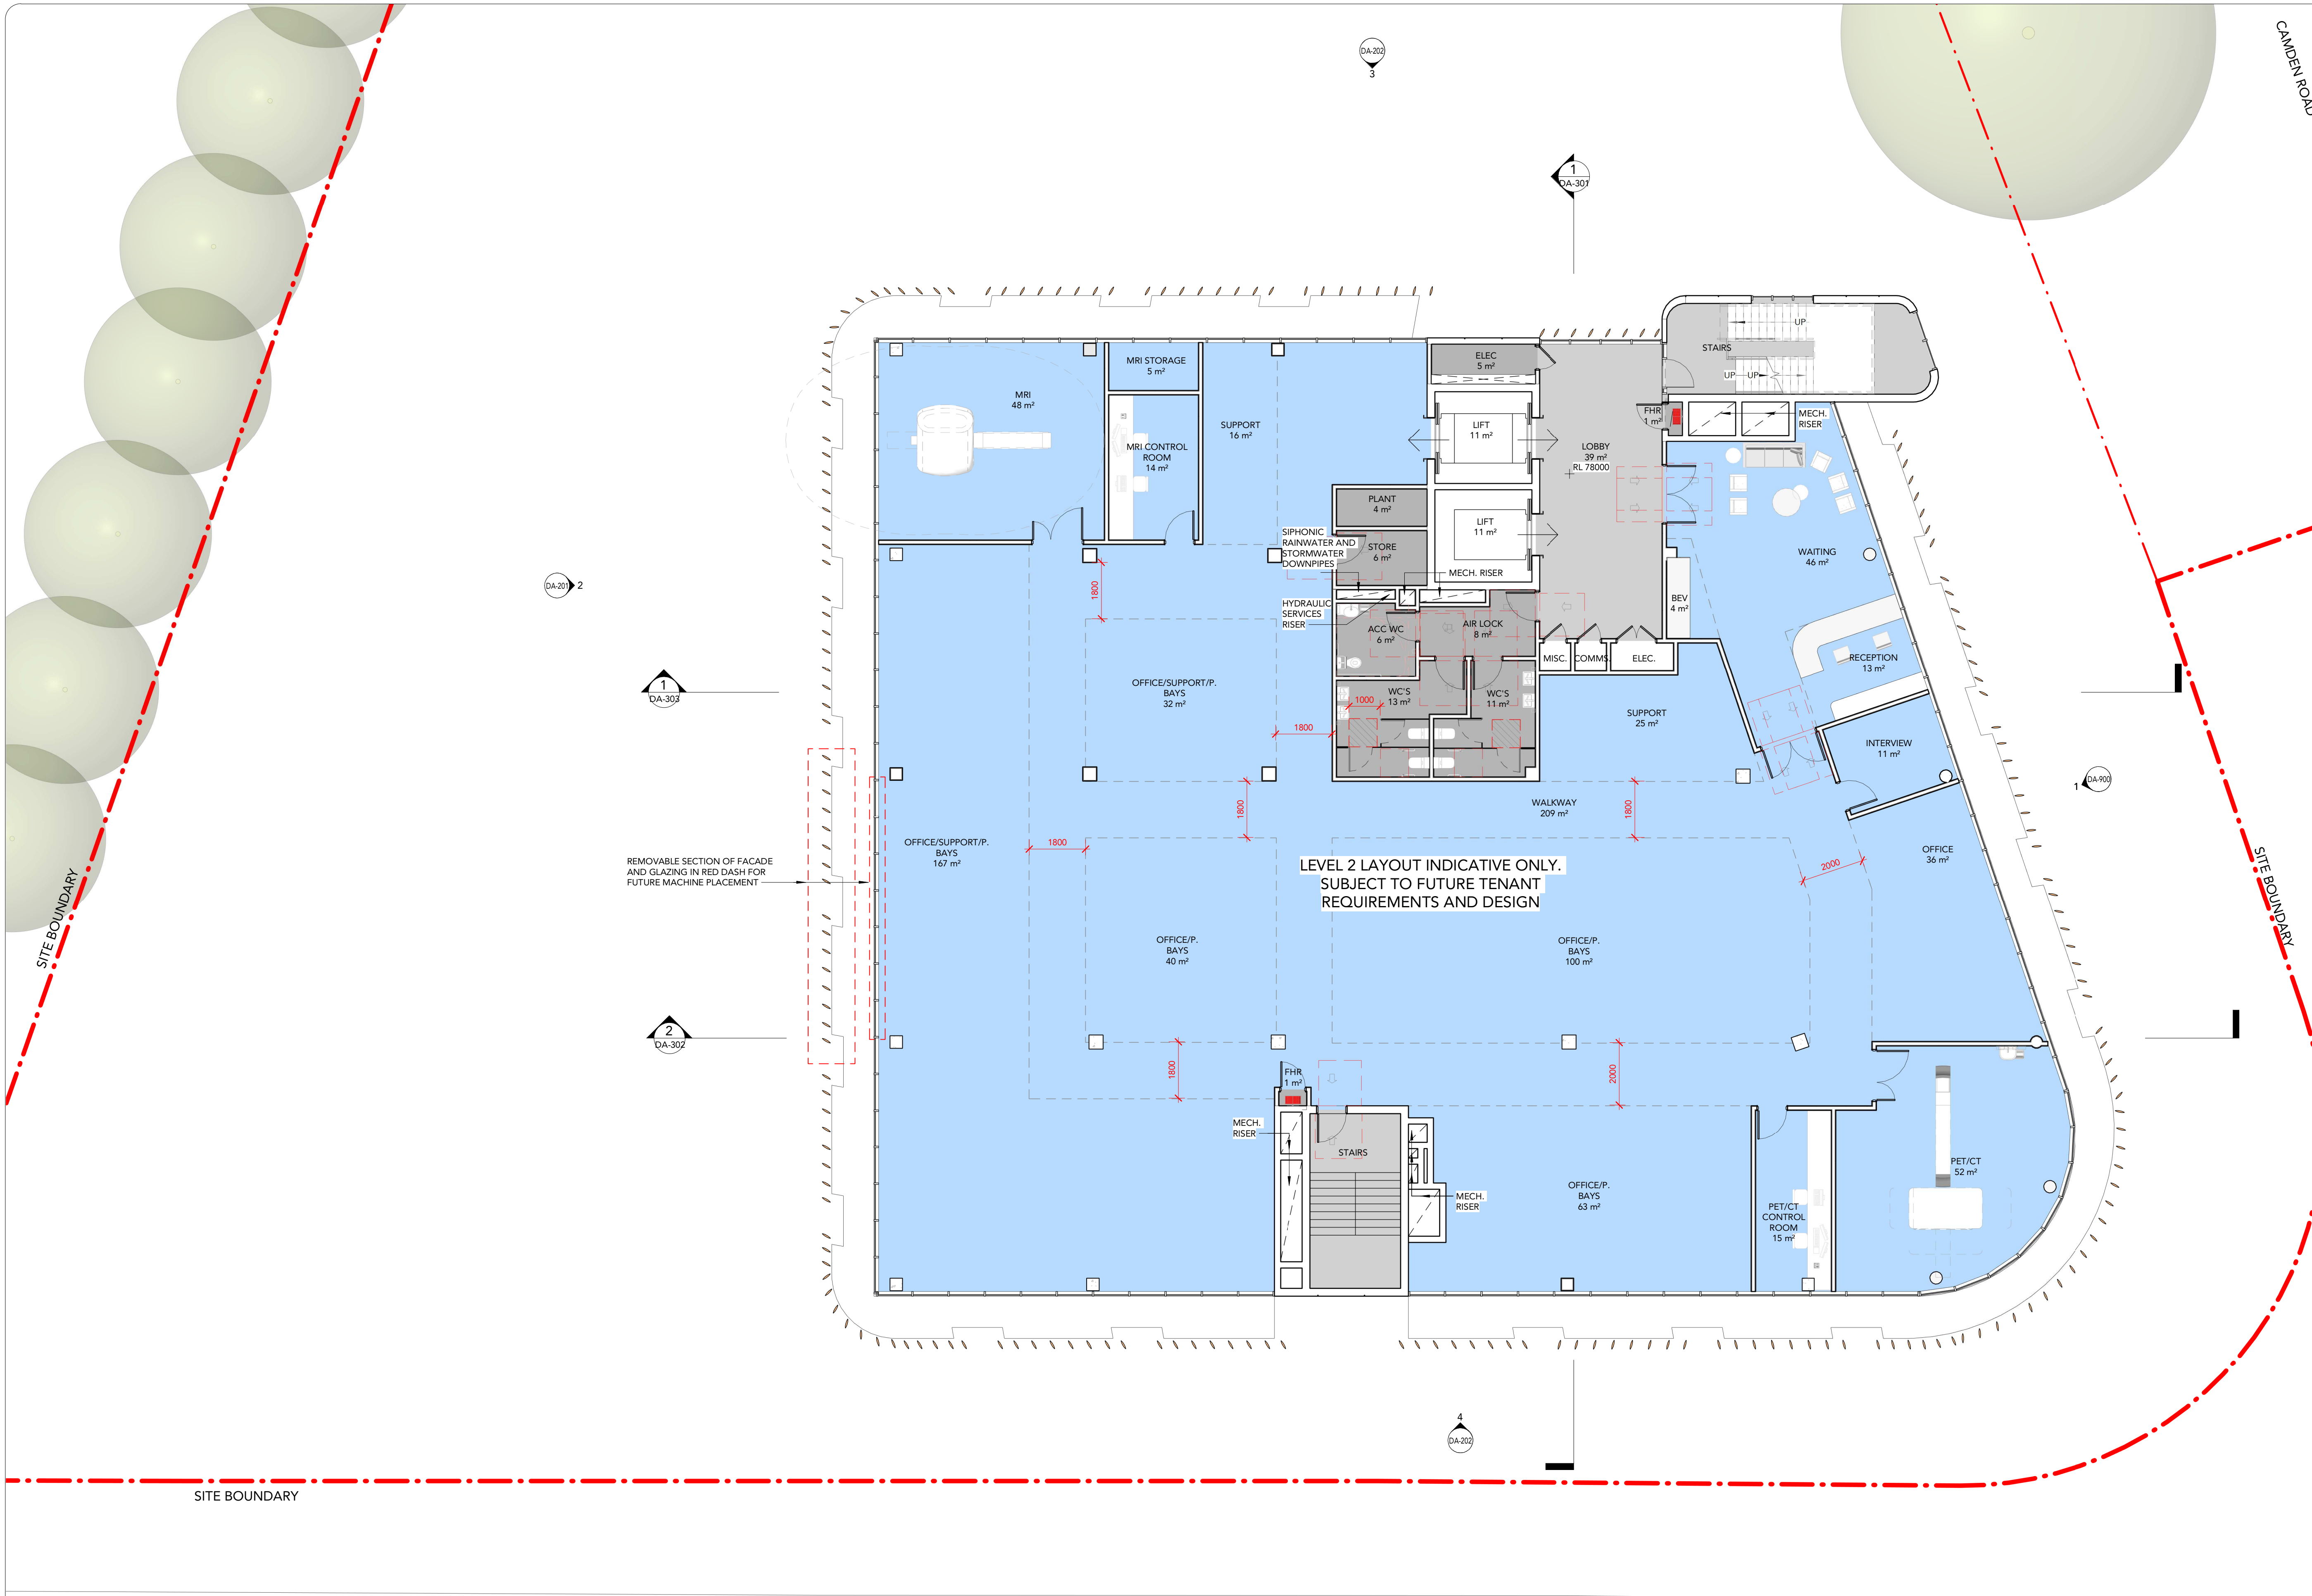 CAMDEN ROAD
DA-202
3
1
DA-301
UP
STAIRS
UP
UP
ELEC
5 m²
MRI STORAGE
5 m²
MRI
48 m²
FHR
1 m²
MECH.
RISER
SUPPORT
16 m²
LIFT
11 m²
LOBBY
39 m²
RL 78000
MRI CONTROL
ROOM
14 m²
PLANT
4 m²
LIFT
11 m²
SIPHONIC
RAINWATER AND
STORMWATER
DOWNPIPES
STORE
6 m²
WAITING
46 m²
MECH. RISER
DA-201
2
1800
BEV
4 m²
HYDRAULIC
SERVICES
RISER
ACC WC
6 m²
AIR LOCK
8 m²
MISC.
COMMS.
ELEC.
RECEPTION
13 m²
1
DA-303
OFFICE/SUPPORT/P.
BAYS
32 m²
WC'S
13 m²
1000
WC'S
11 m²
SUPPORT
25 m²
1800
INTERVIEW
11 m²
1
DA-900
1800
WALKWAY
209 m²
1800
OFFICE/SUPPORT/P.
BAYS
167 m²
1800
OFFICE
36 m²
2000
REMOVABLE SECTION OF FACADE
AND GLAZING IN RED DASH FOR
FUTURE MACHINE PLACEMENT
LEVEL 2 LAYOUT INDICATIVE ONLY.
SUBJECT TO FUTURE TENANT
REQUIREMENTS AND DESIGN
SITE BOUNDARY
SITE BOUNDARY
OFFICE/P.
BAYS
40 m²
OFFICE/P.
BAYS
100 m²
2
DA-302
1800
FHR
1 m²
2000
MECH.
RISER
STAIRS
PET/CT
52 m²
MECH.
RISER
OFFICE/P.
BAYS
63 m²
PET/CT
CONTROL
ROOM
15 m²
4
DA-202
SITE BOUNDARY